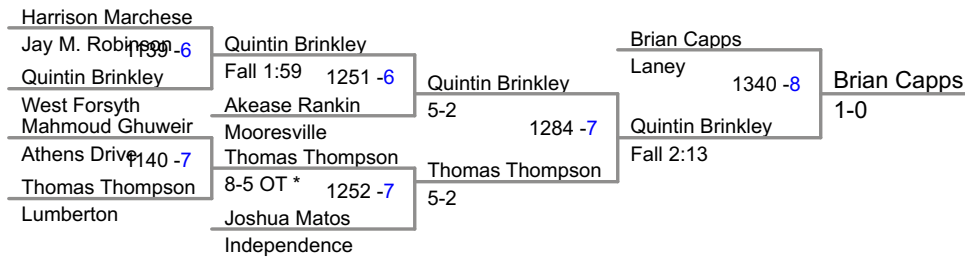 Harrison Marchese
Jay M. Robinson
1139 -6
Quintin Brinkley
West Forsyth
Mahmoud Ghuweir
Athens Drive
1140 -7
Thomas Thompson
Lumberton
Quintin Brinkley
Fall 1:59
1251 -6
Akease Rankin
Mooresville
Thomas Thompson
8-5 OT *
1252 -7
Joshua Matos
Independence
Quintin Brinkley
5-2
1284 -7
Thomas Thompson
5-2
Brian Capps
Laney
1340 -8
Quintin Brinkley
Fall 2:13
Brian Capps
1-0